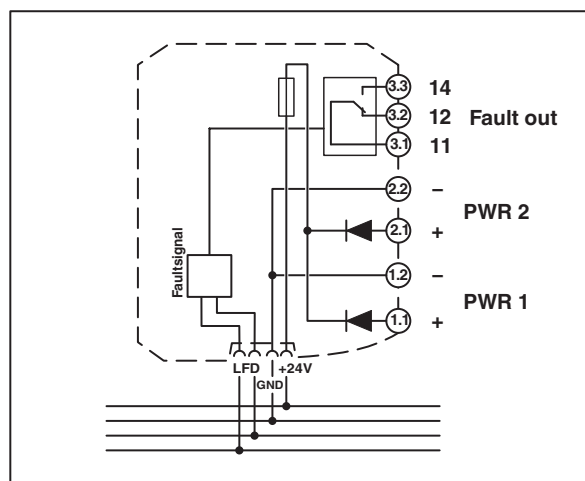 3.3 14
3.2 12 Fault out
3.1 11
2.2 –
PWR 2
2.1 +
1.2 –
PWR 1
1.1 +
Faultsignal
LFD +24V
GND